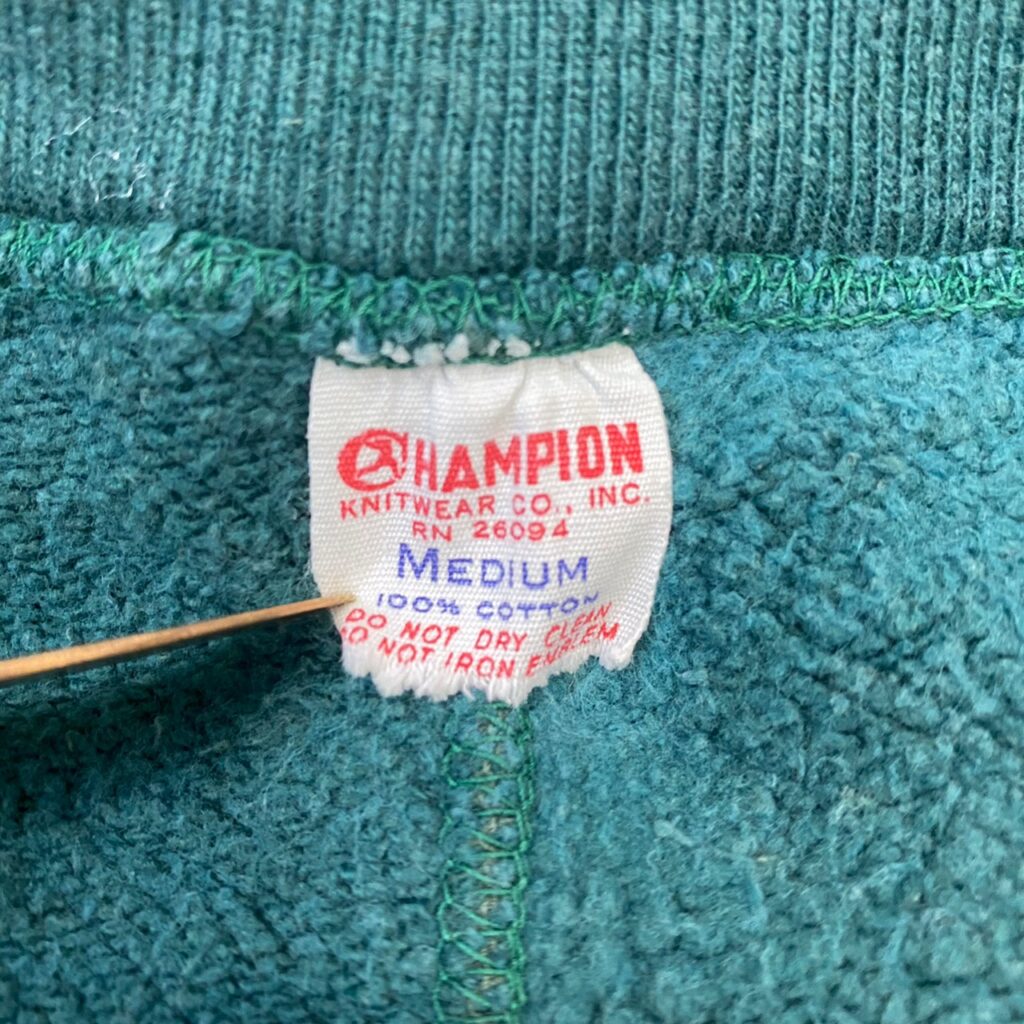 CHAMPION
KNITWEAR CO., INC.
RN 26094
MEDIUM
100% COTTON
DO NOT DRY CLEAN
DO NOT IRON EMBLEM